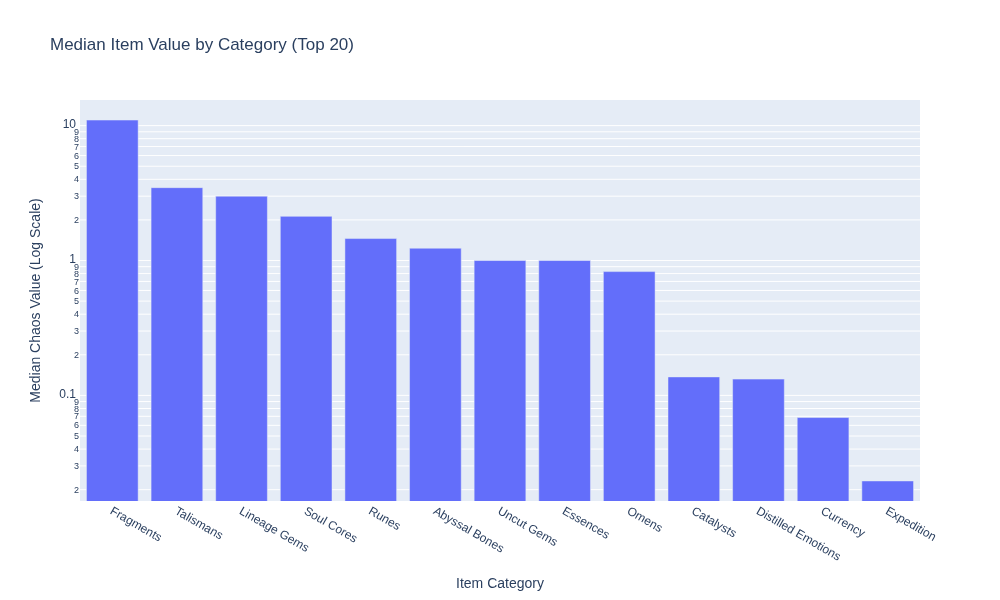 Median Item Value by Category (Top 20)
Median Chaos Value (Log Scale)
10
9
8
7
6
5
4
3
2
1
9
8
7
6
5
4
3
2
0.1
9
8
7
6
5
4
3
2
Fragments
Talismans
Lineage Gems
Soul Cores
Runes
Abyssal Bones
Uncut Gems
Essences
Omens
Catalysts
Distilled Emotions
Currency
Expedition
Item Category